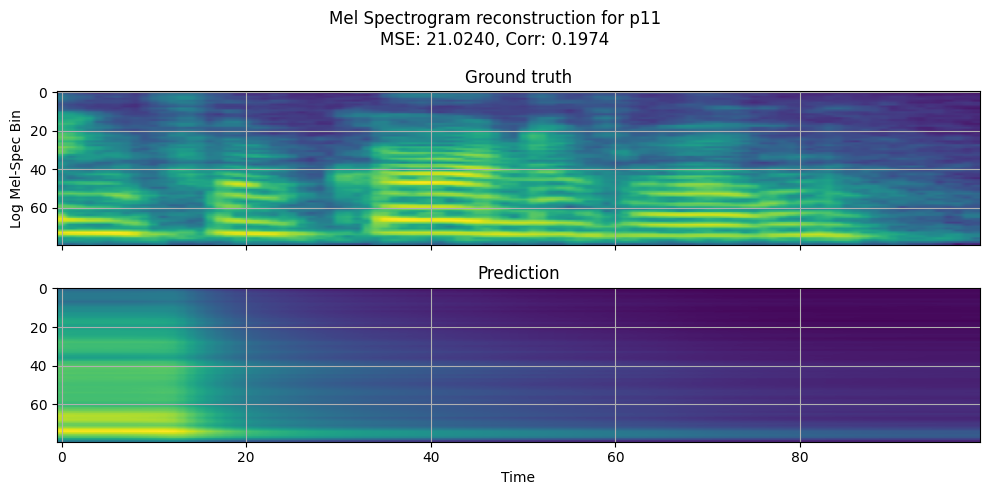 Mel Spectrogram reconstruction for p11
MSE: 21.0240, Corr: 0.1974
Ground truth
0
20
40
60
Log Mel-Spec Bin
Prediction
0
20
40
60
0 20 40 60 80
Time